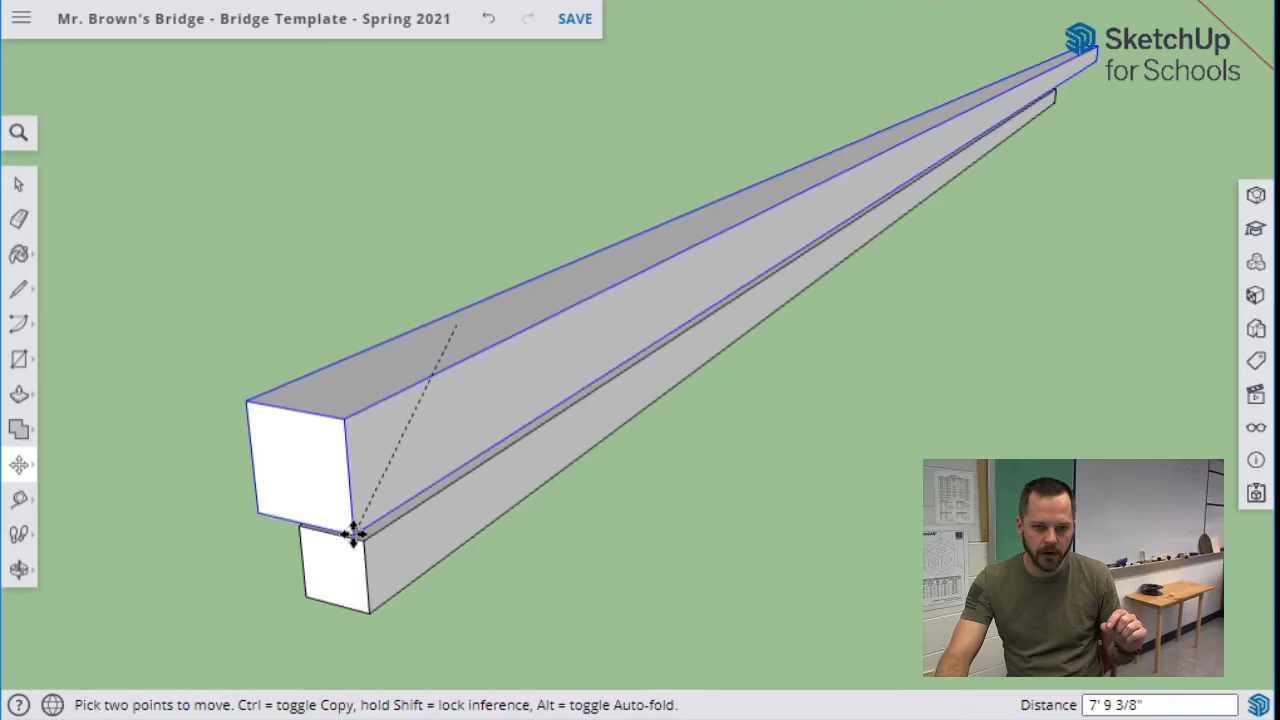 Mr. Brown's Bridge - Bridge Template - Spring 2021
SAVE
SketchUp
for Schools
Pick two points to move. Ctrl = toggle Copy, hold Shift = lock inference, Alt = toggle Auto-fold.
Distance
7' 9 3/8"